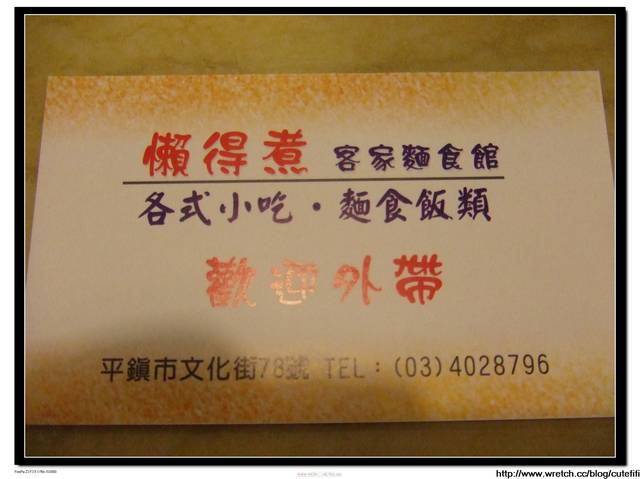 懶得煮 客家麵食館
各式小吃・麵食飯類
歡迎外帶
平鎮市文化街78號 TEL：(03)4028796
http://www.wretch.cc/blog/cutefifi